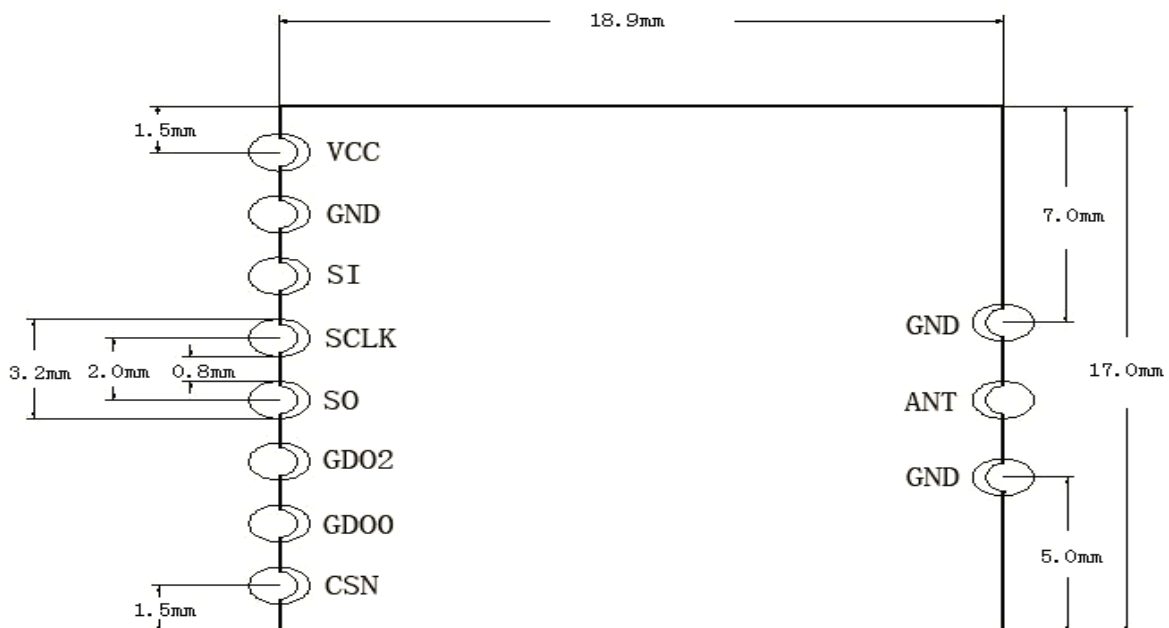 18.9mm
1.5mm
VCC
GND
7.0mm
SI
GND
SCLK
3.2mm
2.0mm
0.8mm
17.0mm
SO
ANT
GDO2
GND
GDO0
5.0mm
CSN
1.5mm